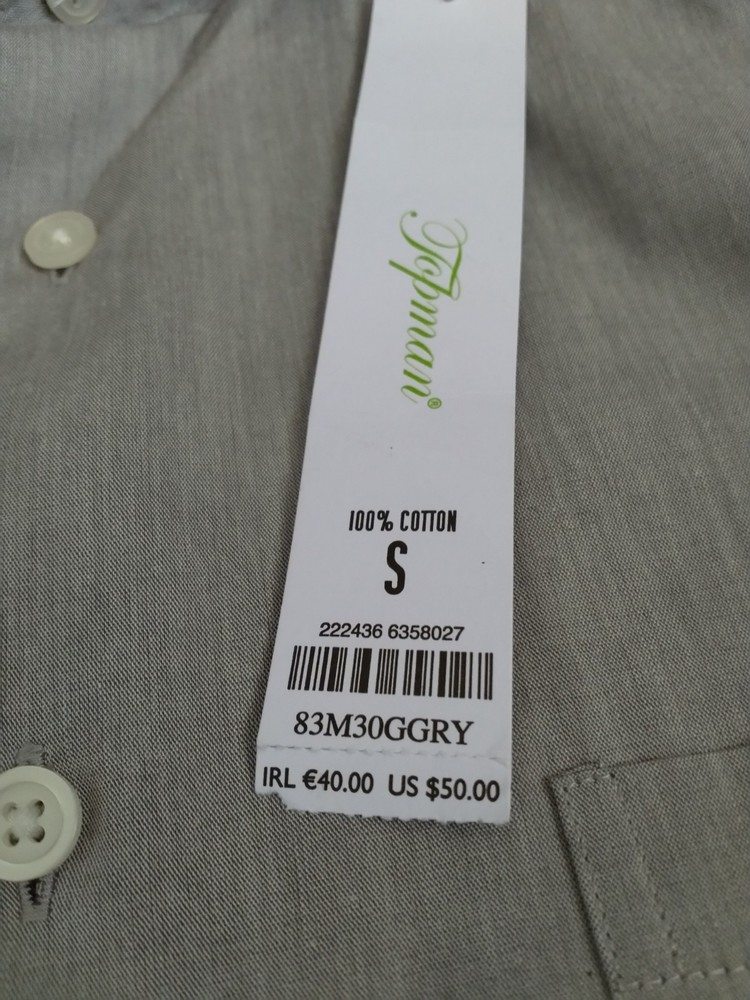 Topman®
100% COTTON
S
222436 6358027
83M30GGRY
IRL €40.00 US $50.00